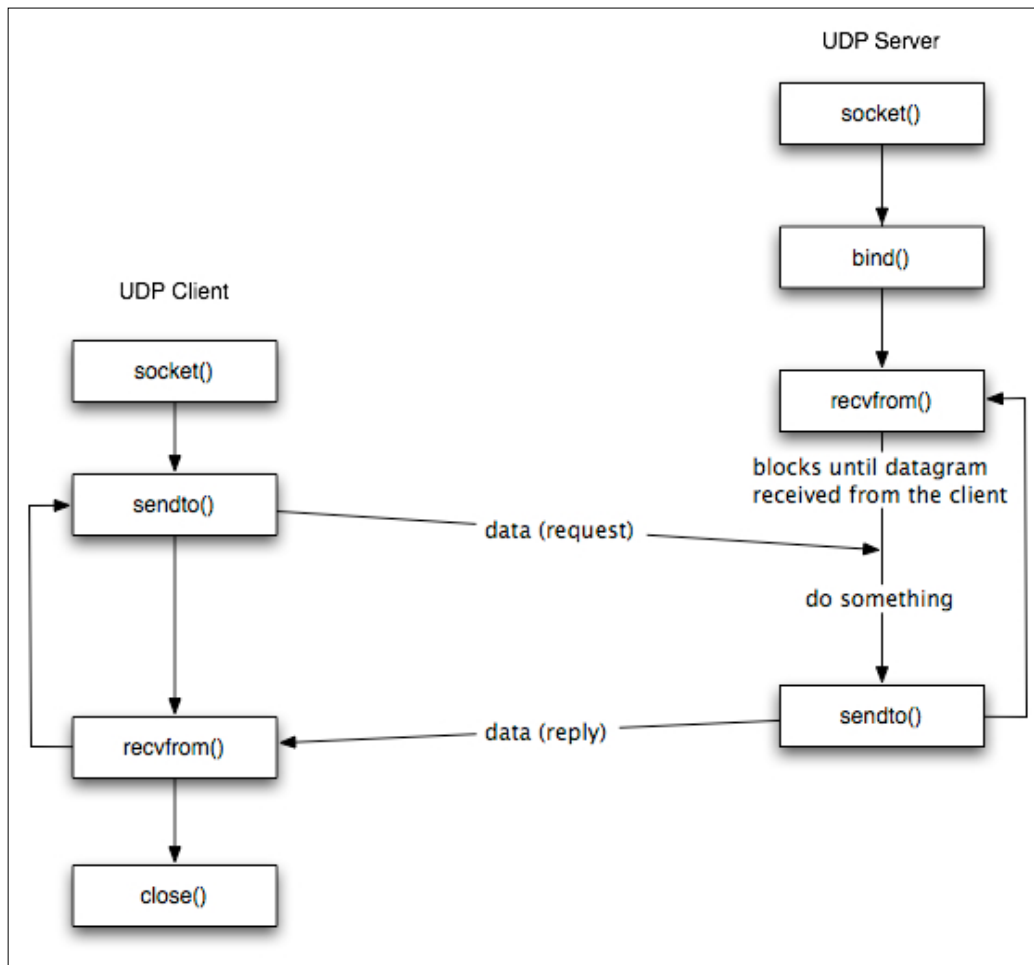 UDP Server
socket()
bind()
UDP Client
socket()
recvfrom()
blocks until datagram
received from the client
sendto()
data (request)
do something
sendto()
data (reply)
recvfrom()
close()